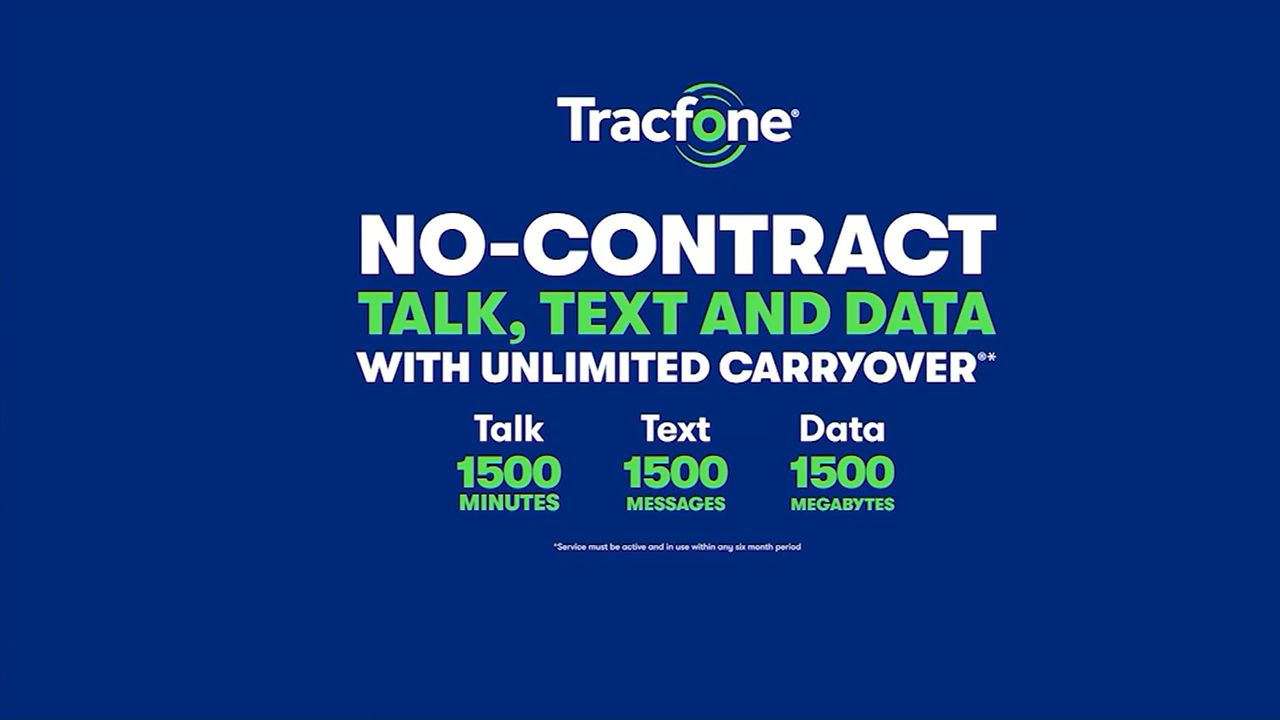 Tracfone®
NO-CONTRACT
TALK, TEXT AND DATA
WITH UNLIMITED CARRYOVER®*
Talk Text Data
1500 1500 1500
MINUTES MESSAGES MEGABYTES
*Service must be active and in use within any six month period